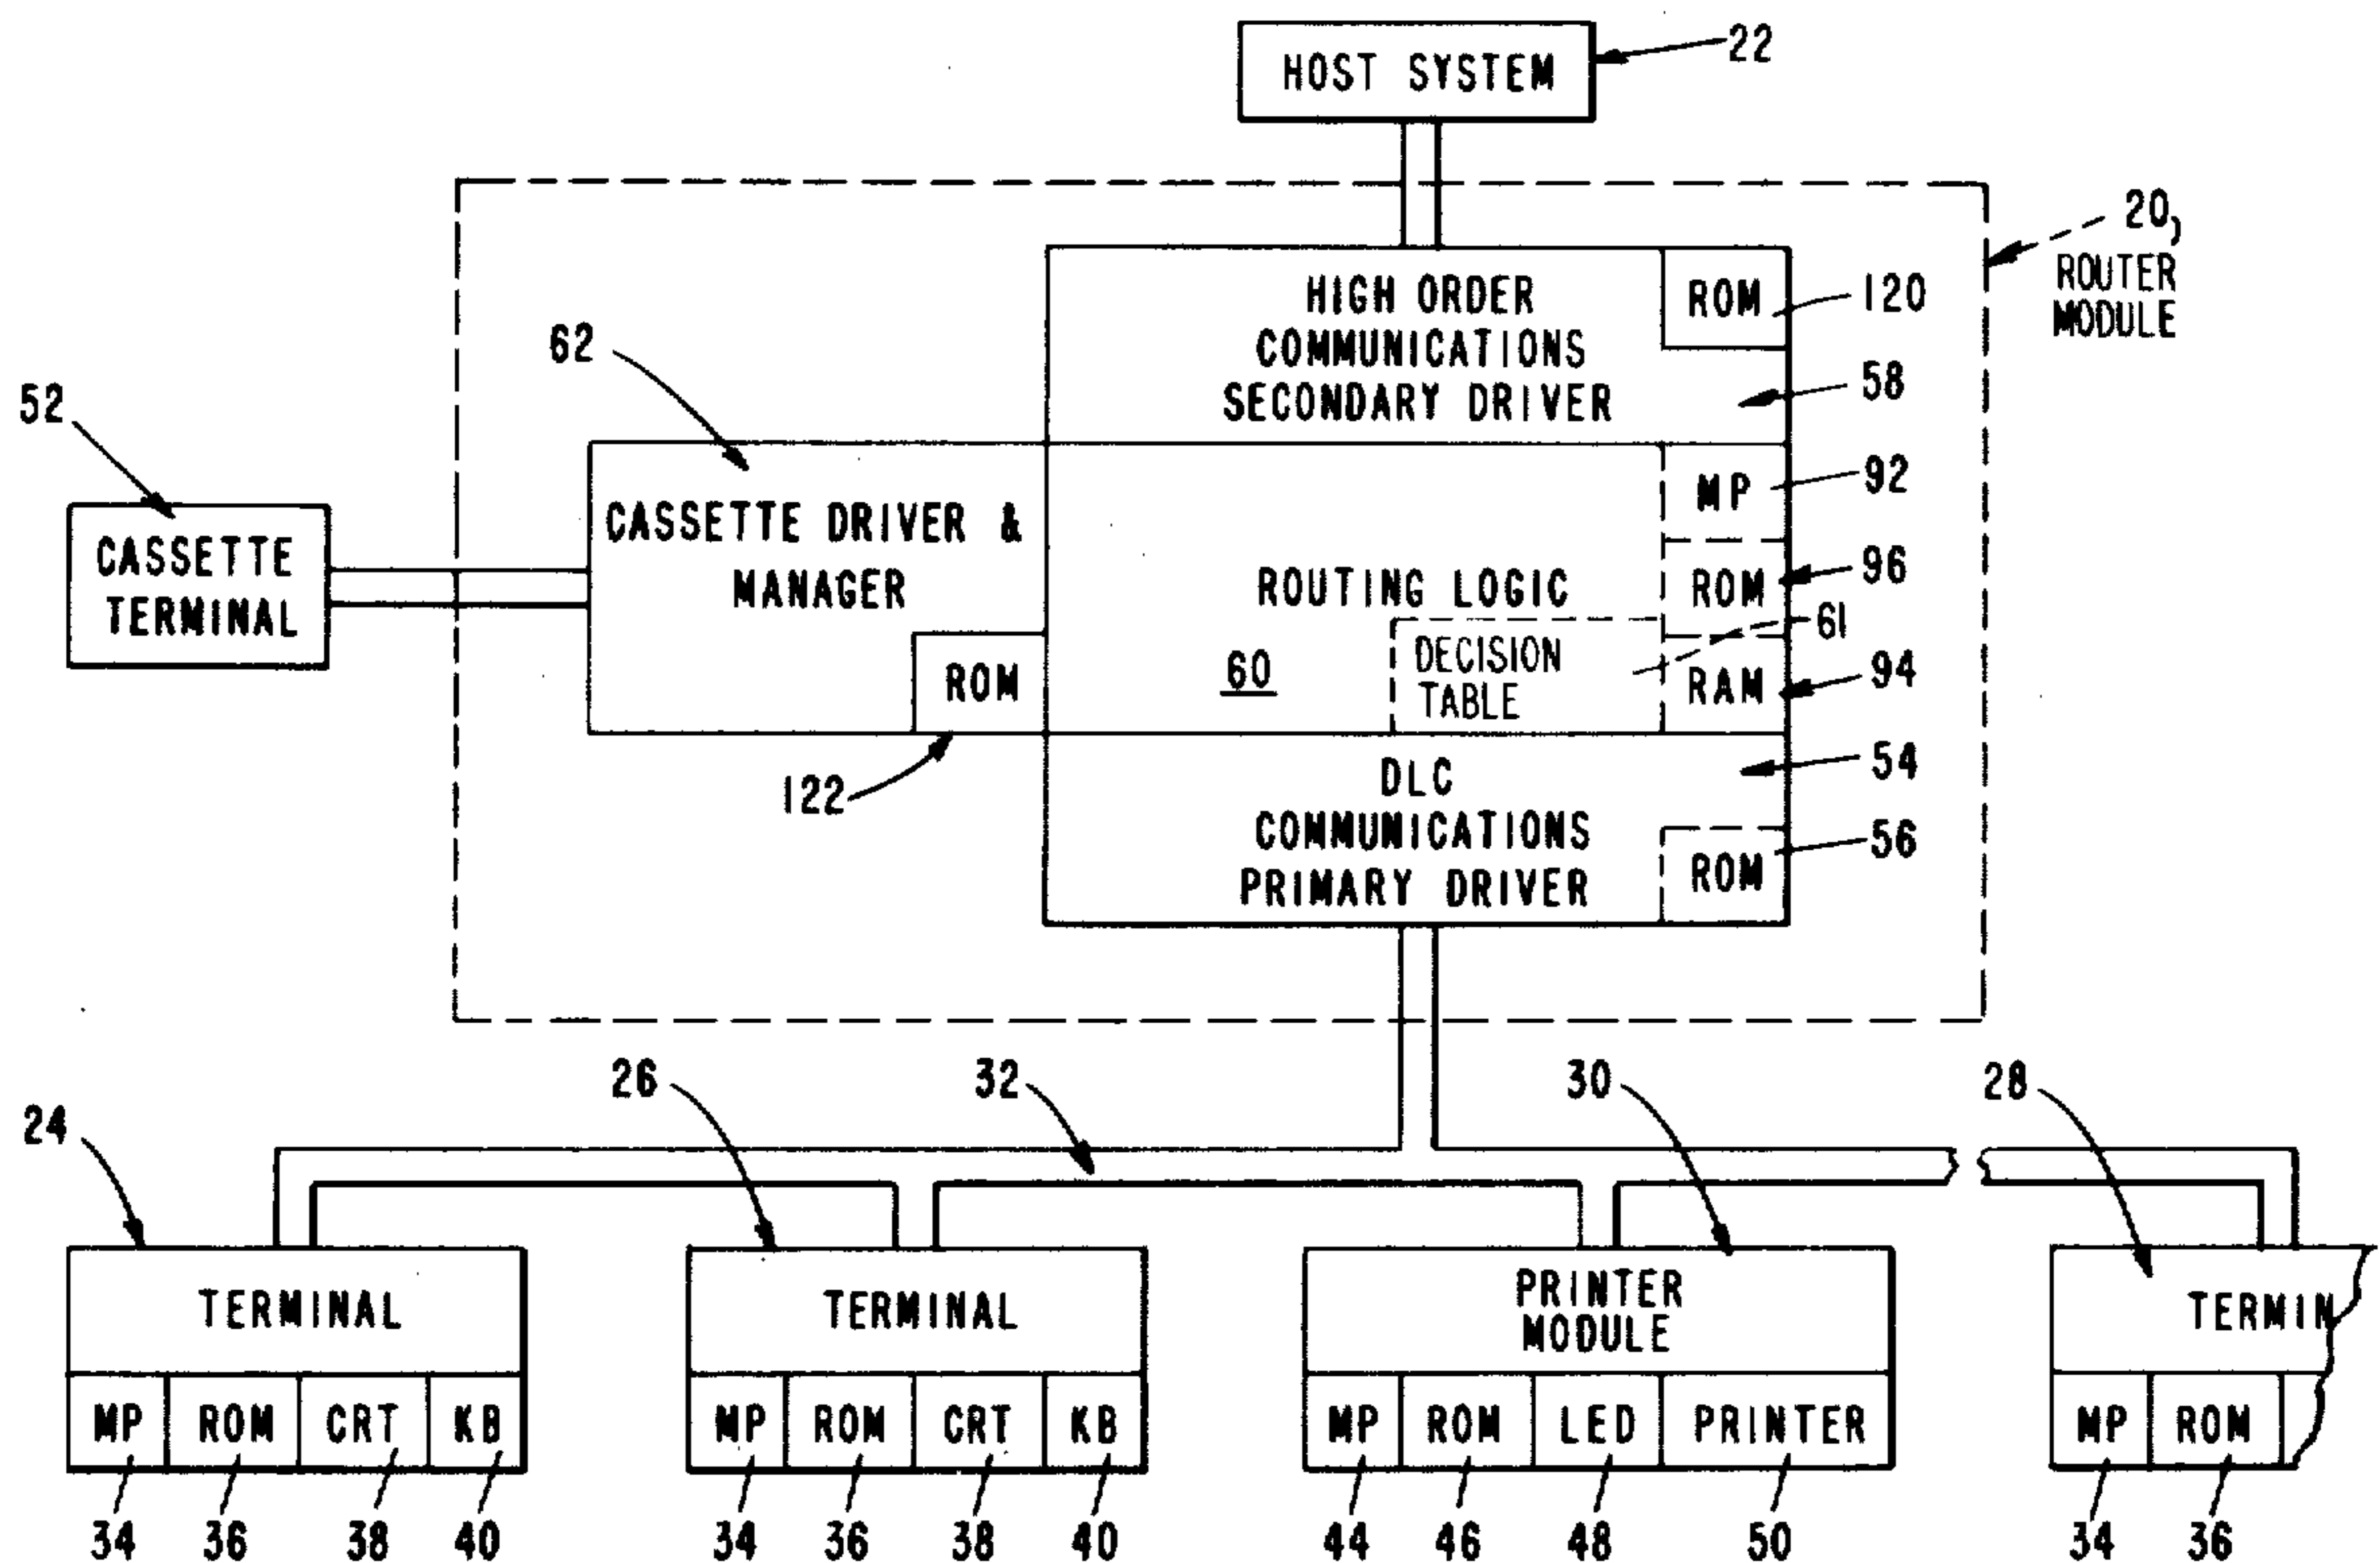 HOST SYSTEM
22
20,
ROUTER
MODULE
HIGH ORDER
COMMUNICATIONS
SECONDARY DRIVER
ROM
120
58
62
52
CASSETTE
TERMINAL
CASSETTE DRIVER &
MANAGER
ROM
122
ROUTING LOGIC
60
DECISION
TABLE
61
MP
92
ROM
96
RAM
94
DLC
COMMUNICATIONS
PRIMARY DRIVER
54
ROM
56
24
26
32
30
28
TERMINAL
MP ROM CRT KB
34 36 38 40
TERMINAL
MP ROM CRT KB
34 36 38 40
PRINTER
MODULE
MP ROM LED PRINTER
44 46 48 50
TERMIN
MP ROM
34 36